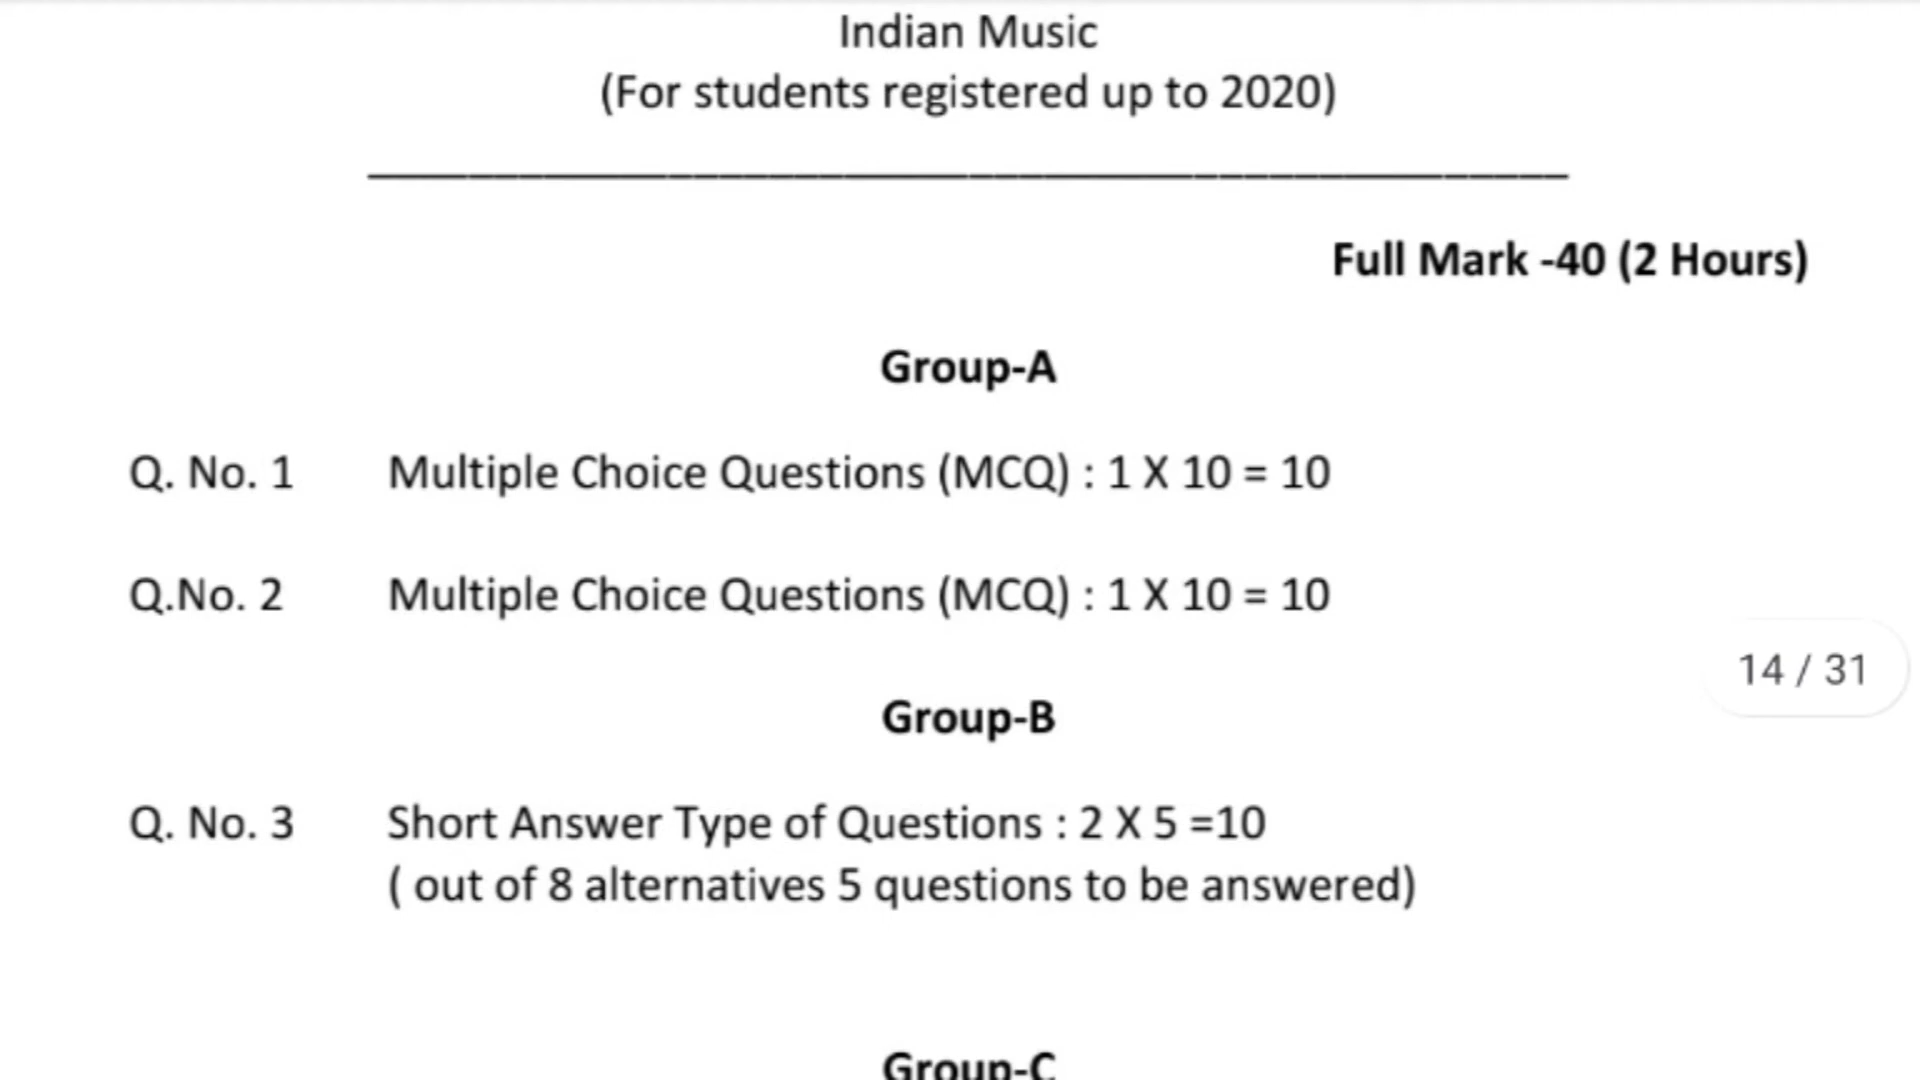 Indian Music
(For students registered up to 2020)
Full Mark -40 (2 Hours)
Group-A
Q. No. 1 Multiple Choice Questions (MCQ) : 1 X 10 = 10
Q.No. 2 Multiple Choice Questions (MCQ) : 1 X 10 = 10
14 / 31
Group-B
Q. No. 3 Short Answer Type of Questions : 2 X 5 =10
( out of 8 alternatives 5 questions to be answered)
Group-C